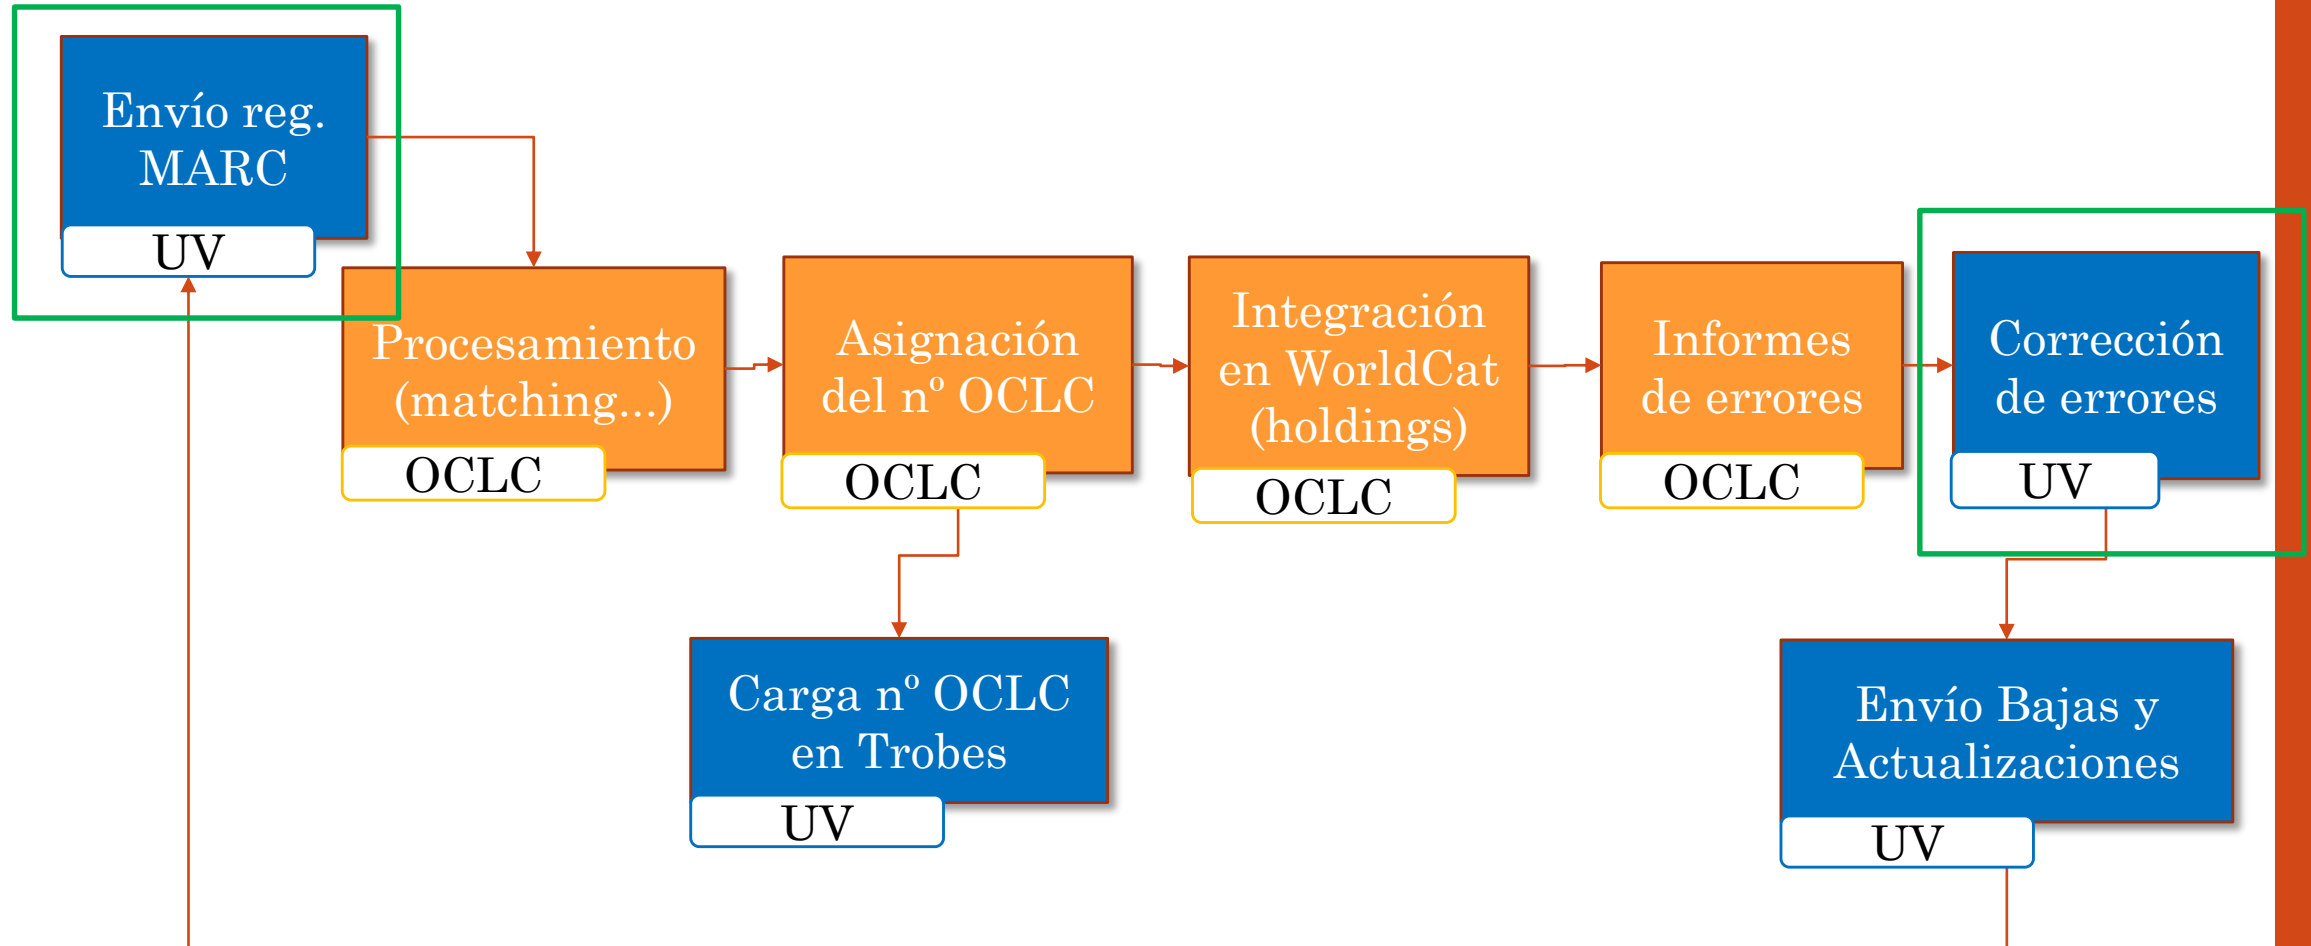 Envío reg.
MARC
UV
Procesamiento
(matching...)
OCLC
Asignación
del nº OCLC
OCLC
Integración
en WorldCat
(holdings)
OCLC
Informes
de errores
OCLC
Corrección
de errores
UV
Carga nº OCLC
en Trobes
UV
Envío Bajas y
Actualizaciones
UV